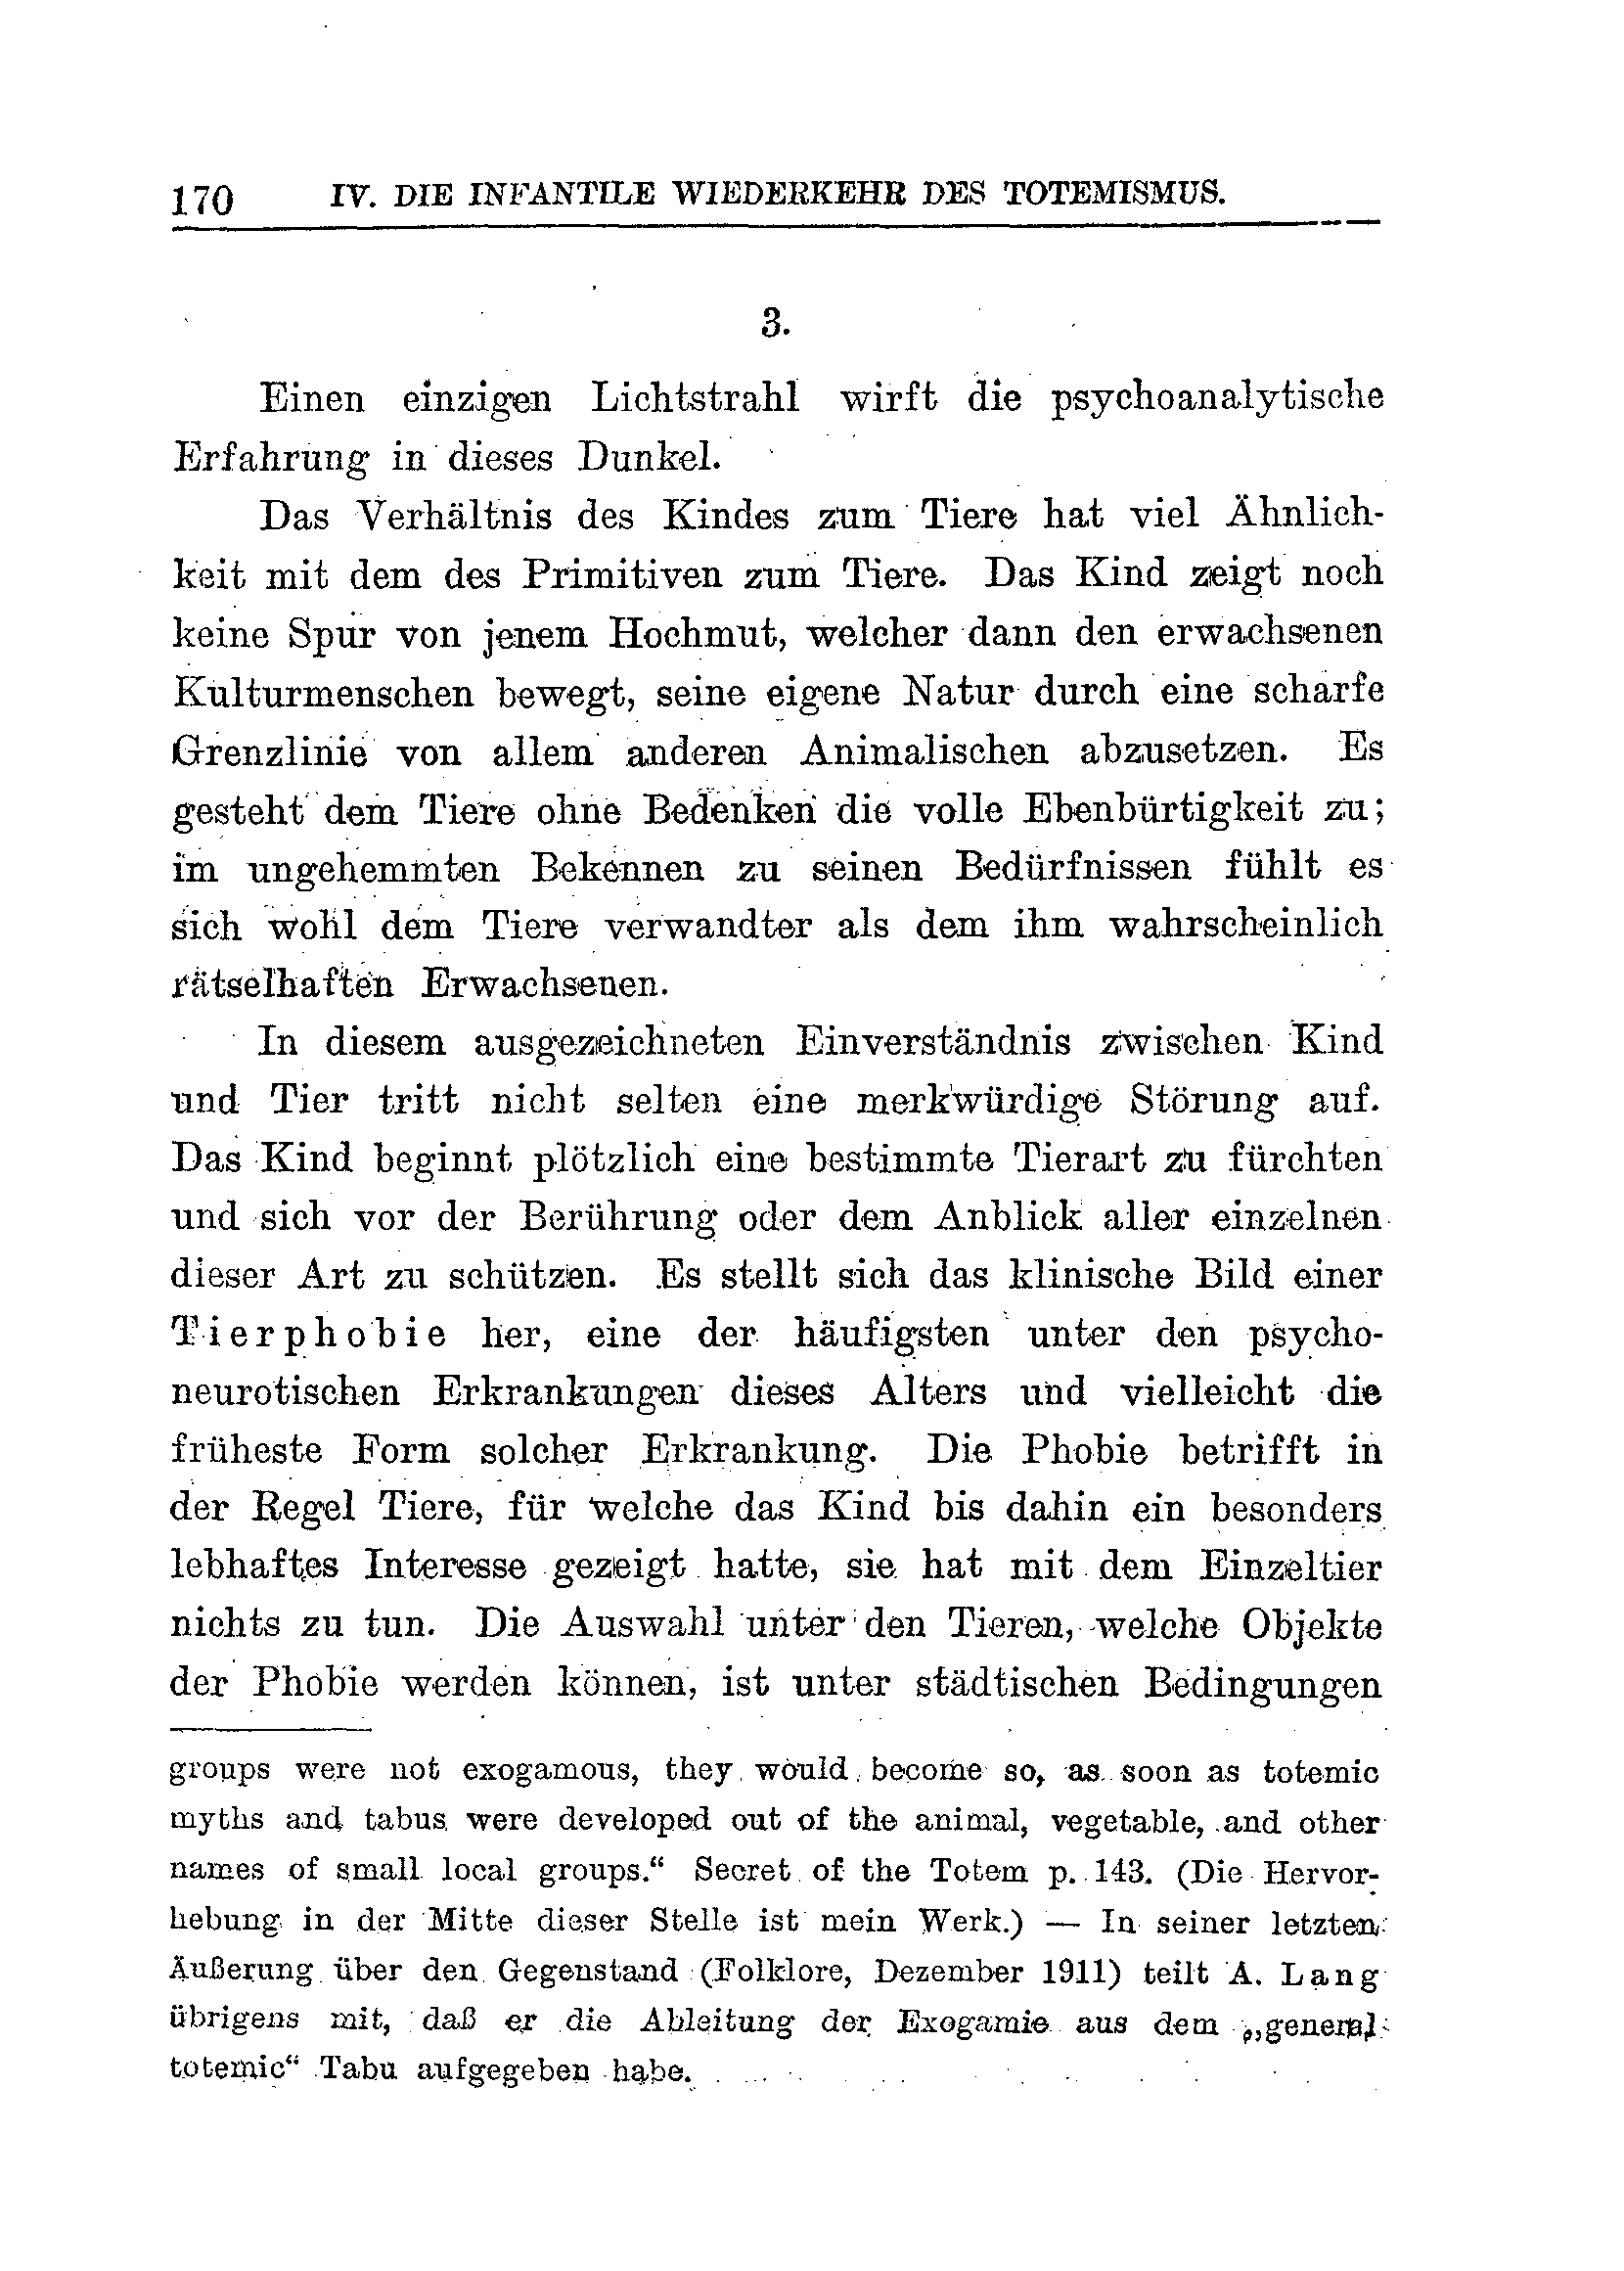 170 IV. DIE INFANTILE WIEDERKEHR DES TOTEMISMUS.
3.
Einen einzigen Lichtstrahl wirft die psychoanalytische
Erfahrung in dieses Dunkel.
Das Verhältnis des Kindes zum Tiere hat viel Ähnlich-
keit mit dem des Primitiven zum Tiere. Das Kind zeigt noch
keine Spur von jenem Hochmut, welcher dann den erwachsenen
Kulturmenschen bewegt, seine eigene Natur durch eine scharfe
Grenzlinie von allem anderen Animalischen abzusetzen. Es
gesteht dem Tiere ohne Bedenken die volle Ebenbürtigkeit zu;
im ungehemmten Bekennen zu seinen Bedürfnissen fühlt es
sich wohl dem Tiere verwandter als dem ihm wahrscheinlich
rätselhaften Erwachsenen.
In diesem ausgezeichneten Einverständnis zwischen Kind
und Tier tritt nicht selten eine merkwürdige Störung auf.
Das Kind beginnt plötzlich eine bestimmte Tierart zu fürchten
und sich vor der Berührung oder dem Anblick aller einzelnen
dieser Art zu schützen. Es stellt sich das klinische Bild einer
Tierphobie her, eine der häufigsten unter den psycho-
neurotischen Erkrankungen dieses Alters und vielleicht die
früheste Form solcher Erkrankung. Die Phobie betrifft in
der Regel Tiere, für welche das Kind bis dahin ein besonders
lebhaftes Interesse gezeigt hatte, sie hat mit dem Einzeltier
nichts zu tun. Die Auswahl unter den Tieren, welche Objekte
der Phobie werden können, ist unter städtischen Bedingungen
groups were not exogamous, they would become so, as soon as totemic
myths and tabus were developed out of the animal, vegetable, and other
names of small local groups.“ Secret of the Totem p. 143. (Die Hervor-
hebung in der Mitte dieser Stelle ist mein Werk.) — In seiner letzten
Äußerung über den Gegenstand (Folklore, Dezember 1911) teilt A. Lang
übrigens mit, daß er die Ableitung der Exogamie aus dem „general
totemic“ Tabu aufgegeben habe.